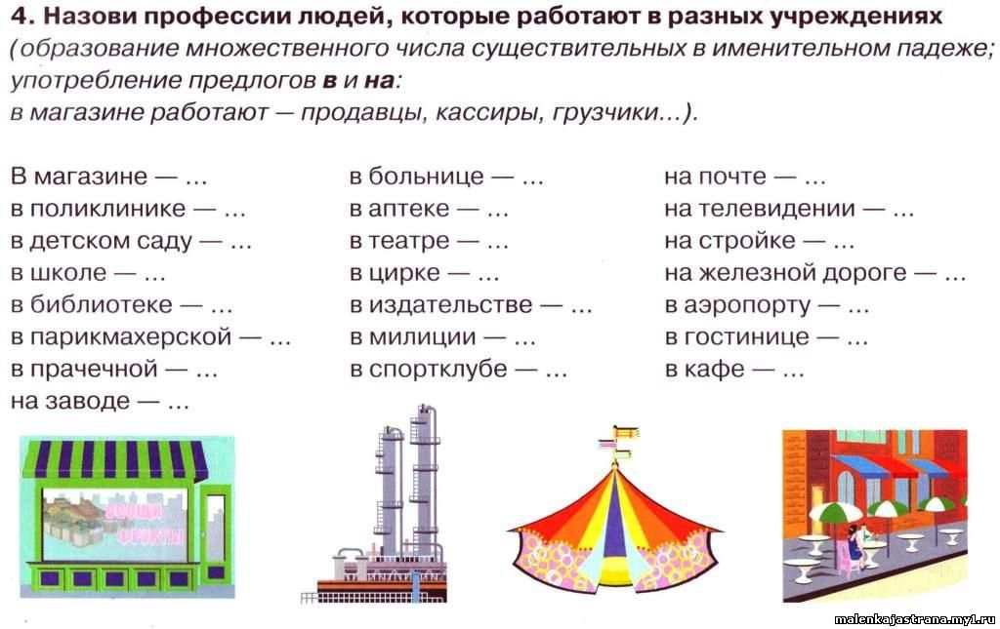 4. Назови профессии людей, которые работают в разных учреждениях
(образование множественного числа существительных в именительном падеже;
употребление предлогов в и на:
в магазине работают — продавцы, кассиры, грузчики...).
В магазине — ...
в поликлинике — ...
в детском саду — ...
в школе — ...
в библиотеке — ...
в парикмахерской — ...
в прачечной — ...
на заводе — ...
в больнице — ...
в аптеке — ...
в театре — ...
в цирке — ...
в издательстве — ...
в милиции — ...
в спортклубе — ...
на почте — ...
на телевидении — ...
на стройке — ...
на железной дороге — ...
в аэропорту — ...
в гостинице — ...
в кафе — ...
ОВОЩИ
ФРУКТЫ
malenkajastrana.my1.ru